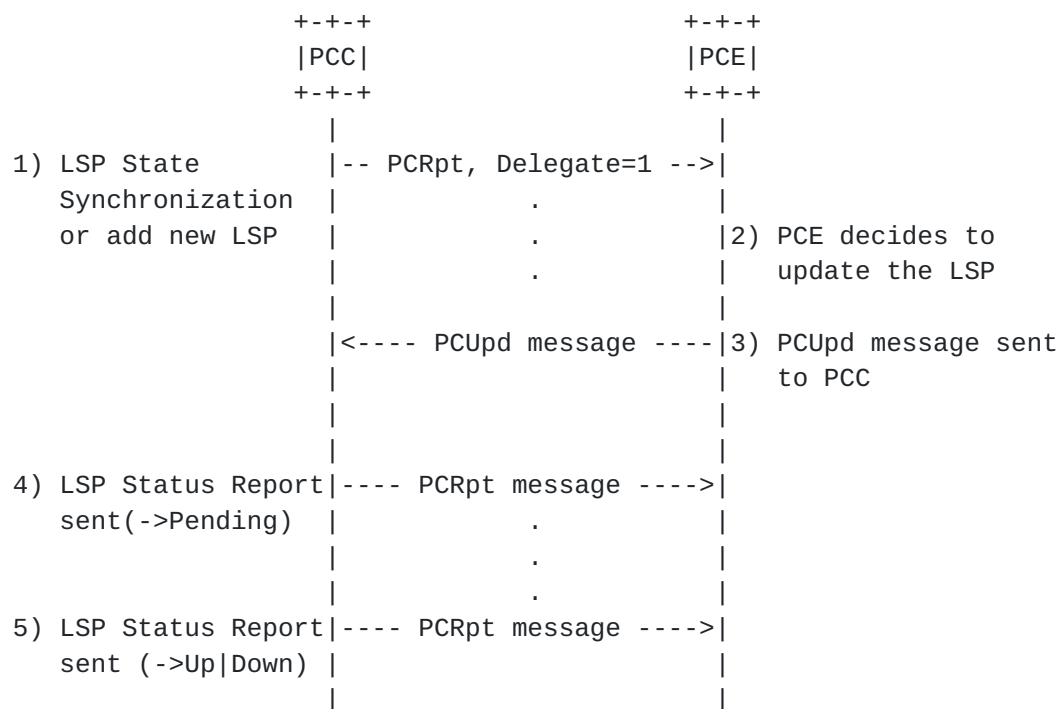 +-+-+                    +-+-+
|PCC|                    |PCE|
+-+-+                    +-+-+
|                        |
1) LSP State        |-- PCRpt, Delegate=1 -->|
Synchronization  |            .           |
or add new LSP   |            .           |2) PCE decides to
|            .           |   update the LSP
|                        |
|<---- PCUpd message ----|3) PCUpd message sent
|                        |   to PCC
|                        |
|                        |
4) LSP Status Report|---- PCRpt message ---->|
sent(->Pending)  |            .           |
|            .           |
|            .           |
5) LSP Status Report|---- PCRpt message ---->|
sent (->Up|Down) |                        |
|                        |